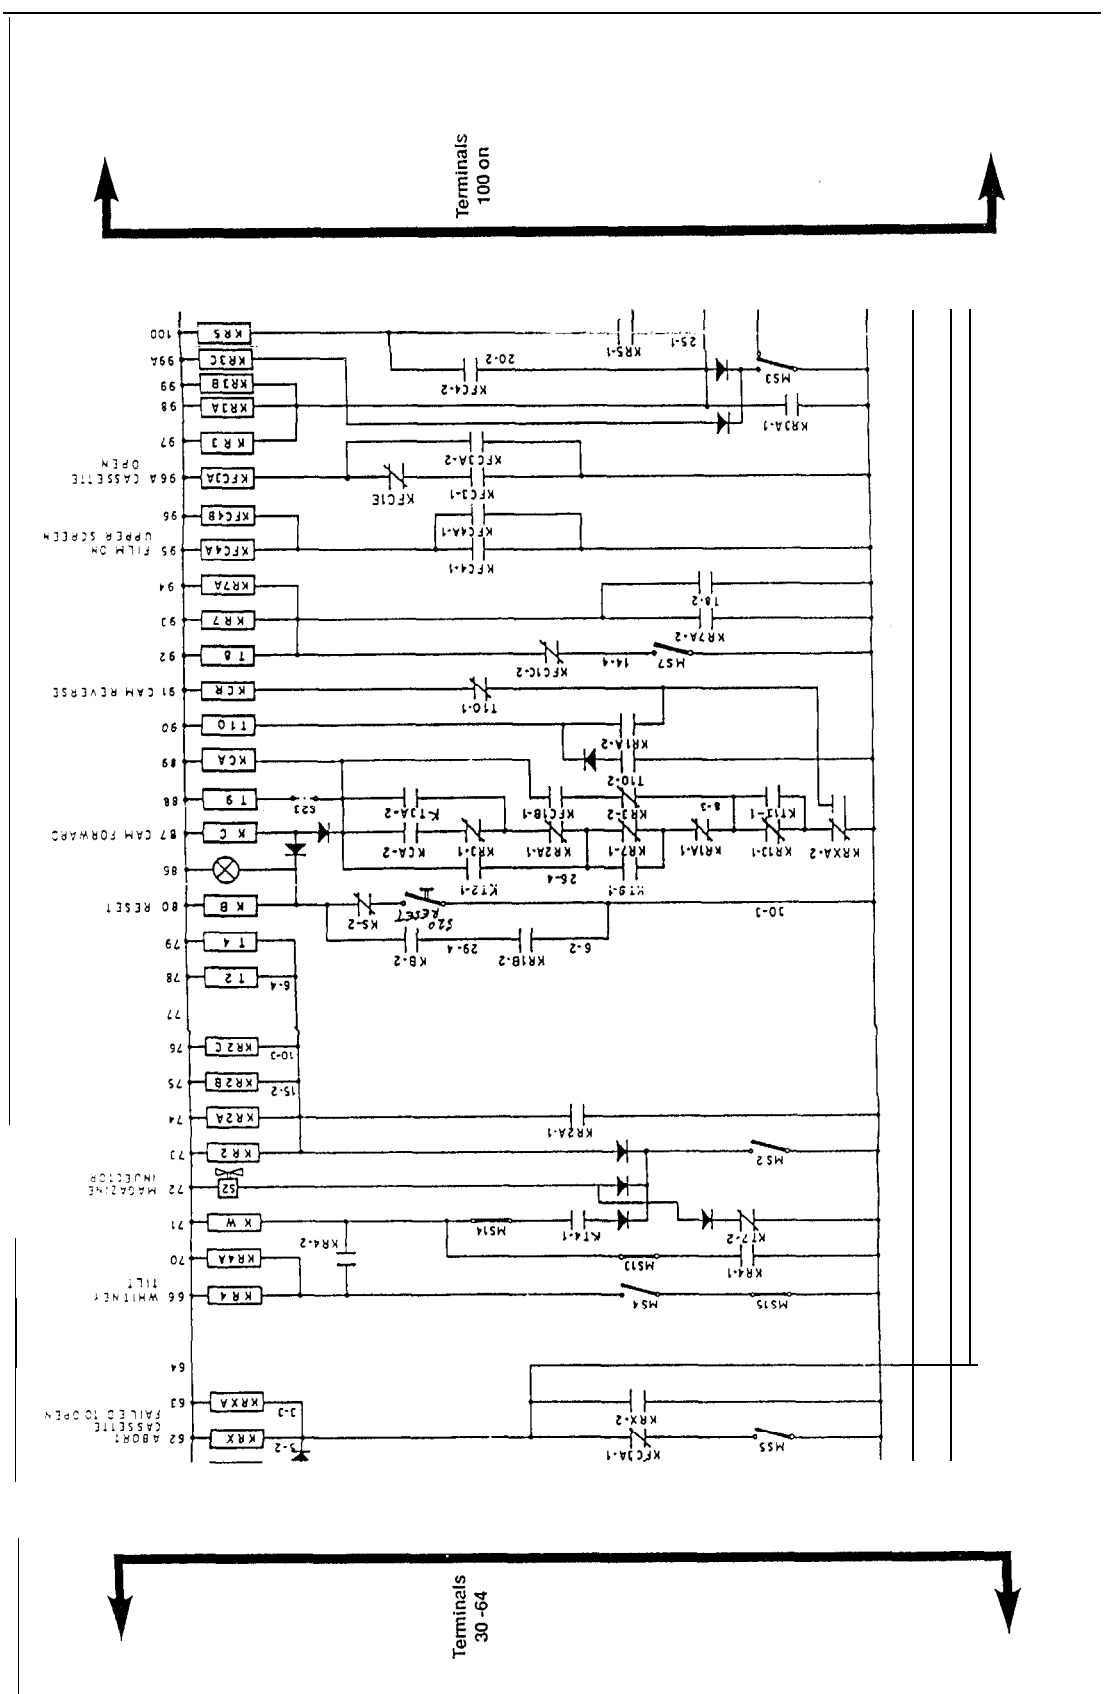 Terminals
100 on
100
KR5
KR5-1
25-1
99A
KR3C
20-2
KFC4-2
MS3
99
KR3B
98
KR3A
KR3A-1
97
KR3
KFC3A-2
96A CASSETTE
OPEN
KFC3A
KFC1E
KFC3-1
96
KFC4B
KFC4A-1
95 FILM ON
UPPER SCREEN
KFC4A
KFC4-1
94
KR7A
T8-2
93
KR7
KR7A-2
92
T8
KFC1C-2
14-4
MS7
91 CAM REVERSE
KCR
T10-1
90
T10
KR1A-2
89
KCA
T10-2
88
T9
S23
KT3A-2
KFC1B-1
KR3-2
8-3
KT13-1
87 CAM FORWARD
KC
KCA-2
KR3-1
KR2A-1
KR7-1
KR1A-1
KR13-1
KRXA-2
86
KT2-1
26-4
KT9-1
80 RESET
KB
KS-2
S20
RESET
30-3
79
T4
KB-2
29-4
KR1B-2
6-2
78
T2
6-4
77
76
KR2C
10-3
75
KR2B
15-2
74
KR2A
KR2A-1
73
KR2
MS2
72 MAGAZINE
INJECTOR
S2
71
KW
KR4-2
MS14
KT4-1
KT7-2
70
KR4A
MS13
KR4-1
66 WHITNEY
TILT
KR4
MS4
MS15
64
63
KRXA
3-3
KRX-2
62 ABORT
CASSETTE
FAILED TO OPEN
KRX
3-2
KFC3A-1
MS5
Terminals
30 -64